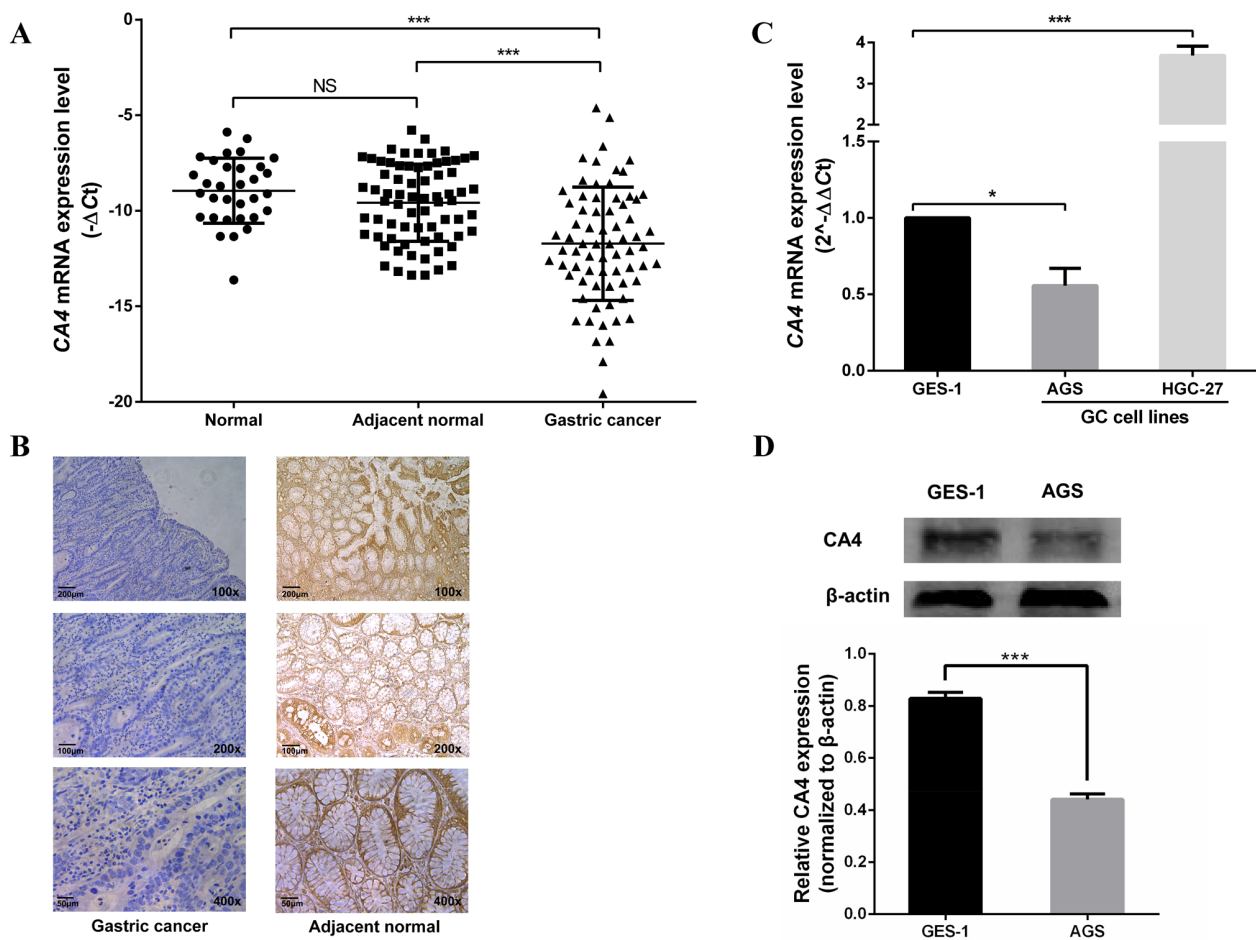 A
CA4 mRNA expression level
(-ΔCt)
0
-5
-10
-15
-20
***
***
NS
Normal
Adjacent normal
Gastric cancer
C
CA4 mRNA expression level
(2^-ΔΔCt)
4
3
2
1.5
1.0
0.5
0.0
***
*
GES-1
AGS
HGC-27
GC cell lines
B
200μm
100x
200μm
100x
100μm
200x
100μm
200x
50μm
400x
50μm
400x
Gastric cancer
Adjacent normal
D
GES-1
AGS
CA4
β-actin
Relative CA4 expression
(normalized to β-actin)
1.0
0.8
0.6
0.4
0.2
0.0
***
GES-1
AGS